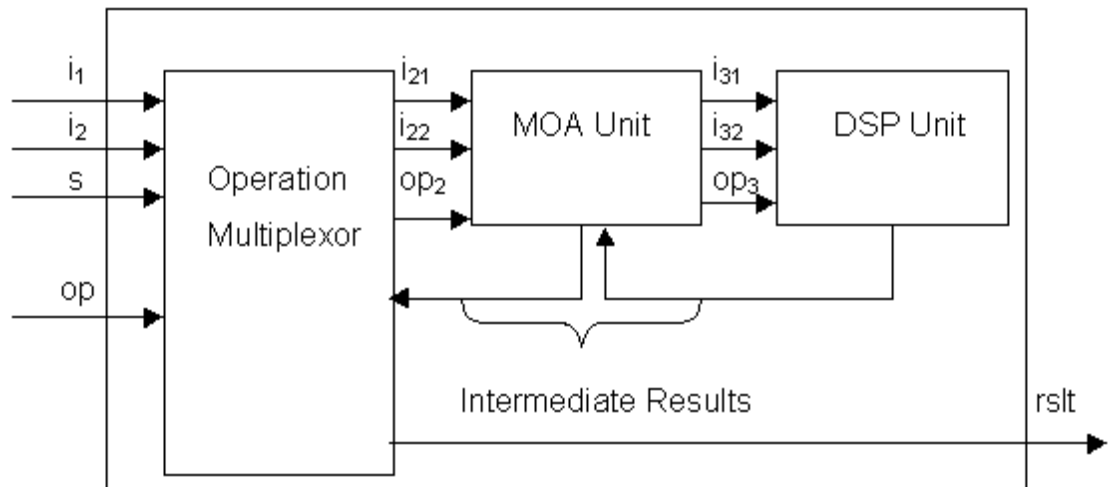 i₁
i₂
s
op
Operation
Multiplexor
i₂₁
i₂₂
op₂
MOA Unit
i₃₁
i₃₂
op₃
DSP Unit
Intermediate Results
rslt